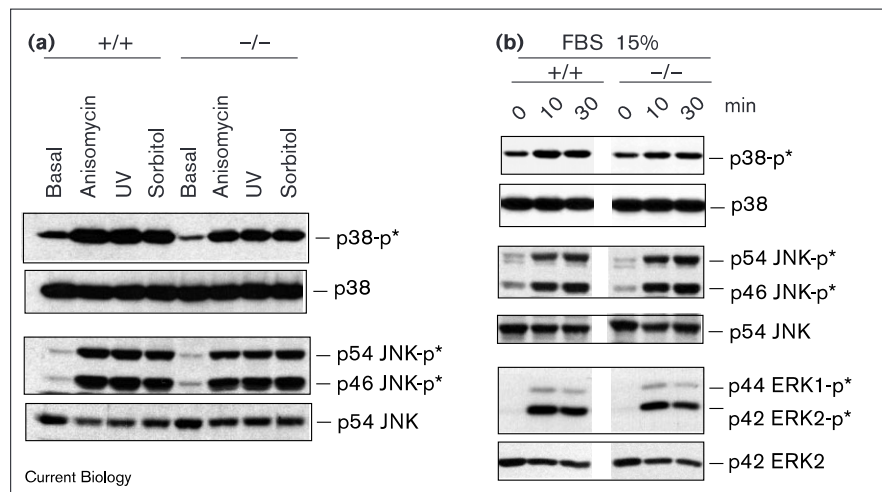 (a)
+/+ −/−
Basal Anisomycin UV Sorbitol Basal Anisomycin UV Sorbitol
p38-p*
p38
p54 JNK-p*
p46 JNK-p*
p54 JNK
Current Biology
(b) FBS 15%
+/+ −/−
0 10 30 0 10 30 min
p38-p*
p38
p54 JNK-p*
p46 JNK-p*
p54 JNK
p44 ERK1-p*
p42 ERK2-p*
p42 ERK2